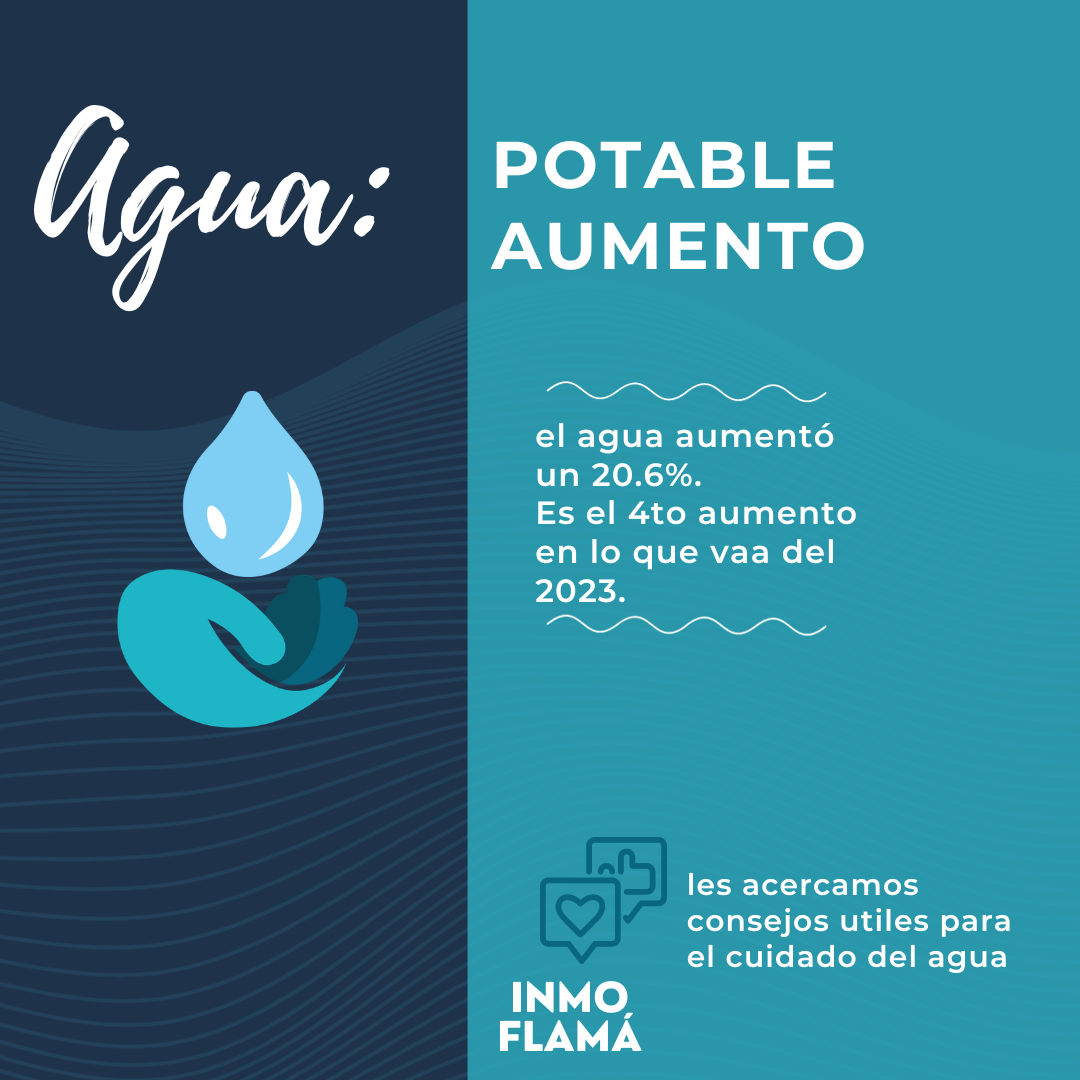 Agua:
POTABLE
AUMENTO
el agua aumentó
un 20.6%.
Es el 4to aumento
en lo que vaa del
2023.
les acercamos
consejos utiles para
el cuidado del agua
INMO
FLAMÁ